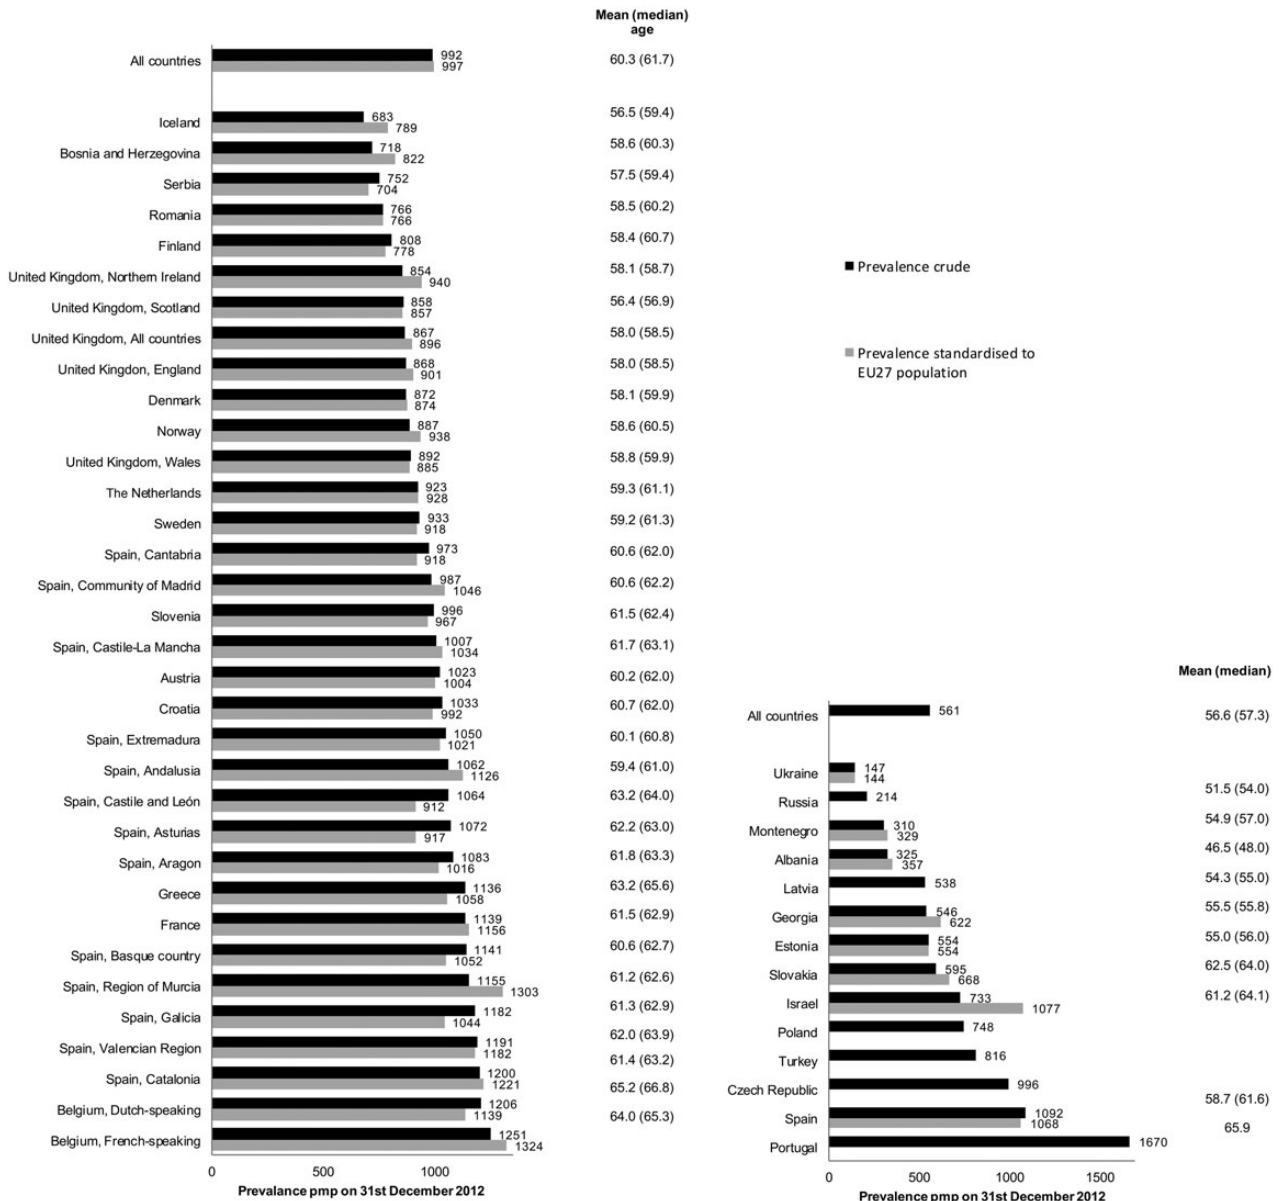 Mean (median)
age
All countries 992 60.3 (61.7)
997
Iceland 683 56.5 (59.4)
789
Bosnia and Herzegovina 718 58.6 (60.3)
822
Serbia 752 57.5 (59.4)
704
Romania 766 58.5 (60.2)
766
Finland 808 58.4 (60.7)
778
United Kingdom, Northern Ireland 854 58.1 (58.7)
940
United Kingdom, Scotland 858 56.4 (56.9)
857
United Kingdom, All countries 867 58.0 (58.5)
896
United Kingdon, England 868 58.0 (58.5)
901
Denmark 872 58.1 (59.9)
874
Norway 887 58.6 (60.5)
938
United Kingdom, Wales 892 58.8 (59.9)
885
The Netherlands 923 59.3 (61.1)
928
Sweden 933 59.2 (61.3)
918
Spain, Cantabria 973 60.6 (62.0)
918
Spain, Community of Madrid 987 60.6 (62.2)
1046
Slovenia 996 61.5 (62.4)
967
Spain, Castile-La Mancha 1007 61.7 (63.1)
1034
Austria 1023 60.2 (62.0)
1004
Croatia 1033 60.7 (62.0)
992
Spain, Extremadura 1050 60.1 (60.8)
1021
Spain, Andalusia 1062 59.4 (61.0)
1126
Spain, Castile and León 1064 63.2 (64.0)
912
Spain, Asturias 1072 62.2 (63.0)
917
Spain, Aragon 1083 61.8 (63.3)
1016
Greece 1136 63.2 (65.6)
1058
France 1139 61.5 (62.9)
1156
Spain, Basque country 1141 60.6 (62.7)
1052
Spain, Region of Murcia 1155 61.2 (62.6)
1303
Spain, Galicia 1182 61.3 (62.9)
1044
Spain, Valencian Region 1191 62.0 (63.9)
1182 61.4 (63.2)
Spain, Catalonia 1200
1221 65.2 (66.8)
Belgium, Dutch-speaking 1206
1139 64.0 (65.3)
Belgium, French-speaking 1251
1324
0 500 1000
Prevalance pmp on 31st December 2012
Prevalence crude
Prevalence standardised to
EU27 population
Mean (median)
All countries 561 56.6 (57.3)
Ukraine 147
144
Russia 214 51.5 (54.0)
Montenegro 310 54.9 (57.0)
329
Albania 325 46.5 (48.0)
357
Latvia 538 54.3 (55.0)
Georgia 546 55.5 (55.8)
622
Estonia 554 55.0 (56.0)
554
Slovakia 595 62.5 (64.0)
668
Israel 733 61.2 (64.1)
1077
Poland 748
Turkey 816
Czech Republic 996
58.7 (61.6)
Spain 1092
1068 65.9
Portugal 1670
0 500 1000 1500
Prevalence pmp on 31st December 2012